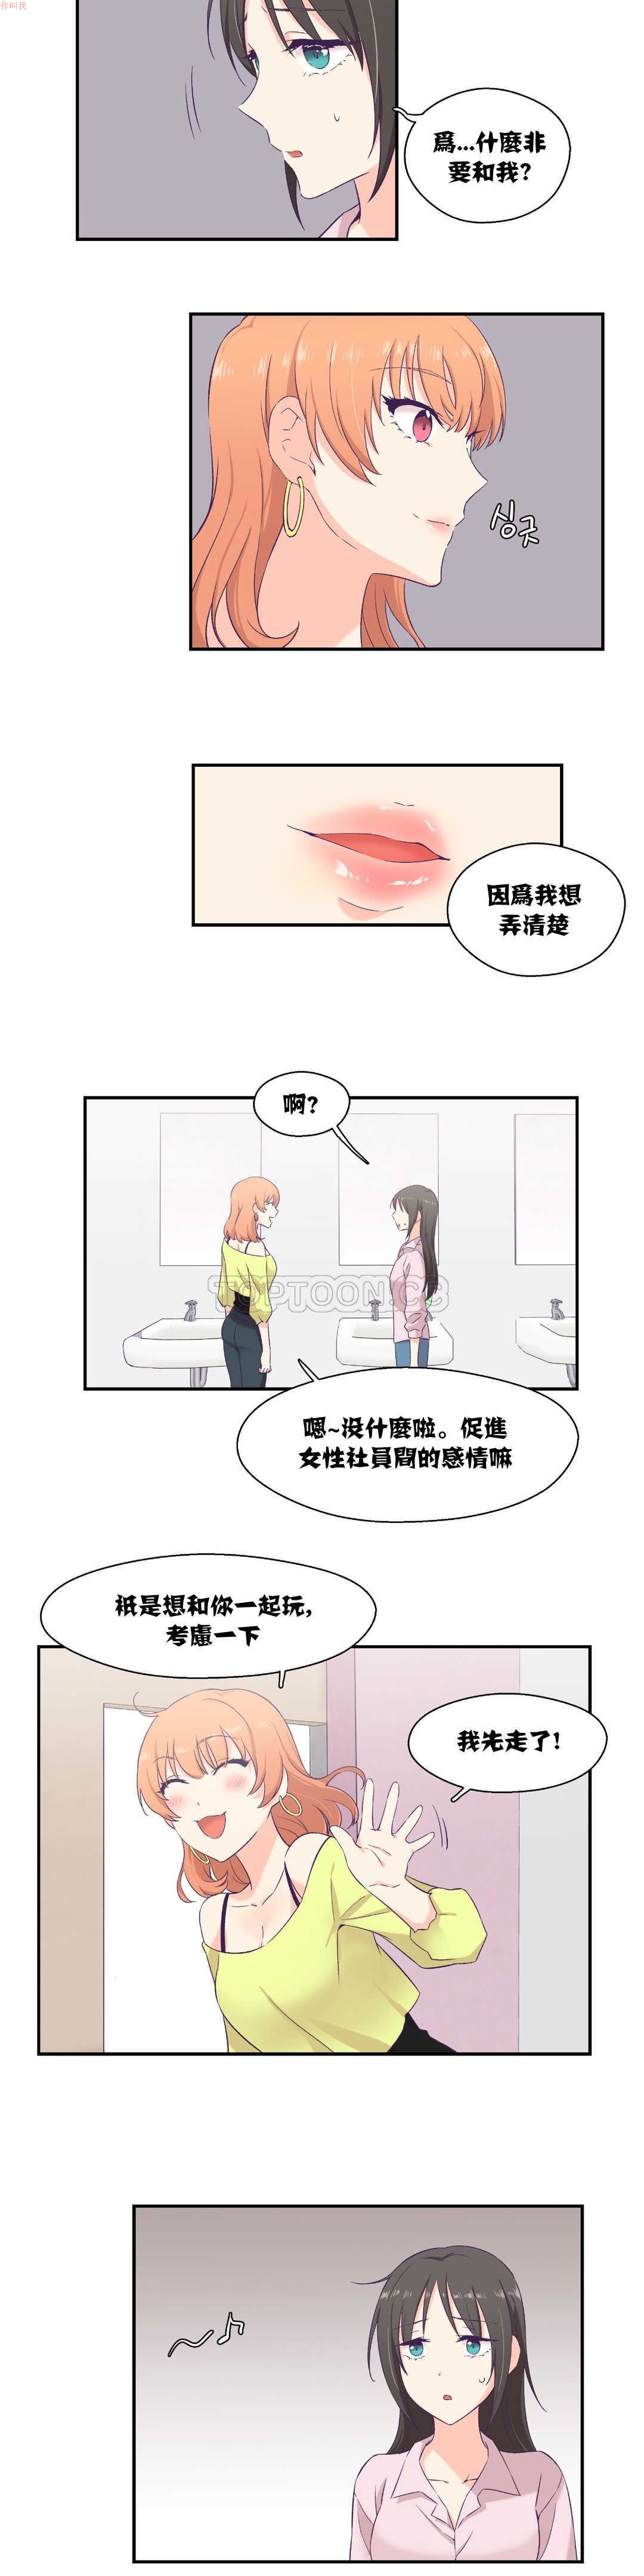 你叫我
爲...什麼非
要和我?
싱긋
因爲我想
弄清楚
啊?
TOPTOON.CC
嗯~没什麼啦。促進
女性社員間的感情嘛
衹是想和你一起玩,
考慮一下
我先走了!